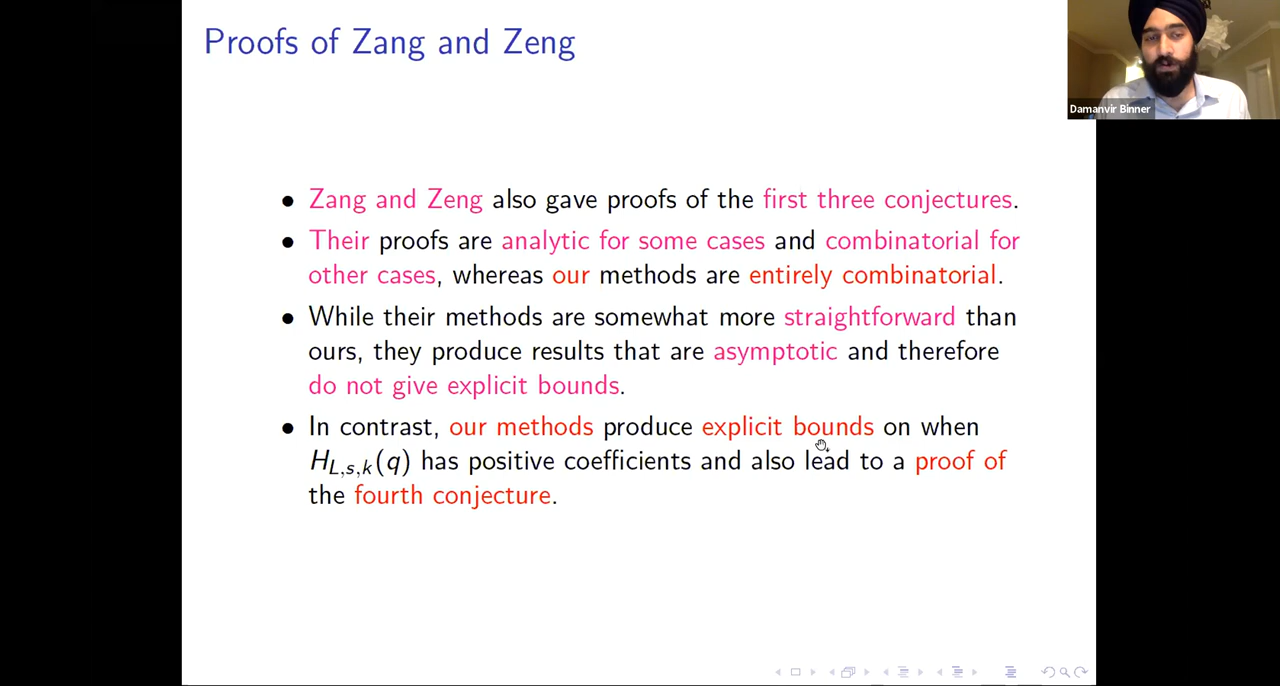 Proofs of Zang and Zeng
Damanvir Binner
• Zang and Zeng also gave proofs of the first three conjectures.
• Their proofs are analytic for some cases and combinatorial for
other cases, whereas our methods are entirely combinatorial.
• While their methods are somewhat more straightforward than
ours, they produce results that are asymptotic and therefore
do not give explicit bounds.
• In contrast, our methods produce explicit bounds on when
H_{L,s,k}(q) has positive coefficients and also lead to a proof of
the fourth conjecture.